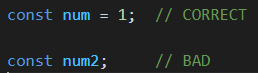 const num = 1;  // CORRECT
const num2;     // BAD